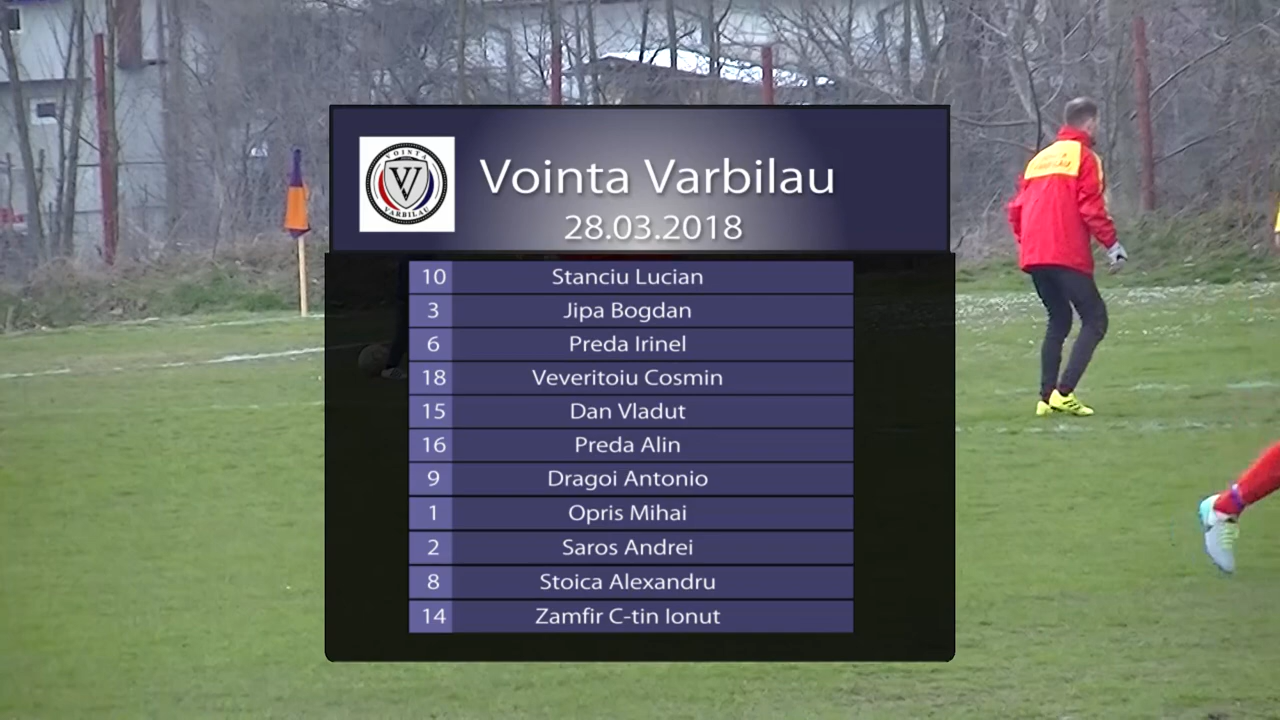 VOINTA
W
VARBILAU
Vointa Varbilau
28.03.2018
10 Stanciu Lucian
3 Jipa Bogdan
6 Preda Irinel
18 Veveritoiu Cosmin
15 Dan Vladut
16 Preda Alin
9 Dragoi Antonio
1 Opris Mihai
2 Saros Andrei
8 Stoica Alexandru
14 Zamfir C-tin Ionut